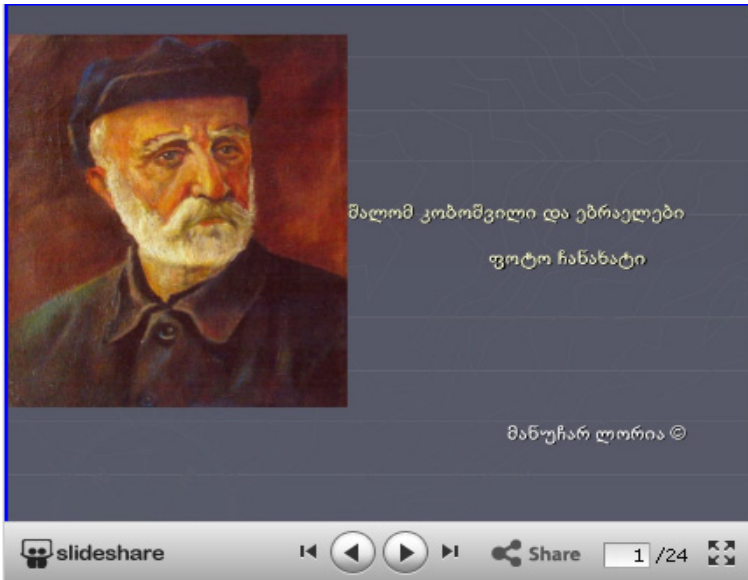 შალომ კობოშვილი და ებრაელები
ფოტო ჩანახატი
მანუჩარ ლორია ©
slideshare
Share
1 /24